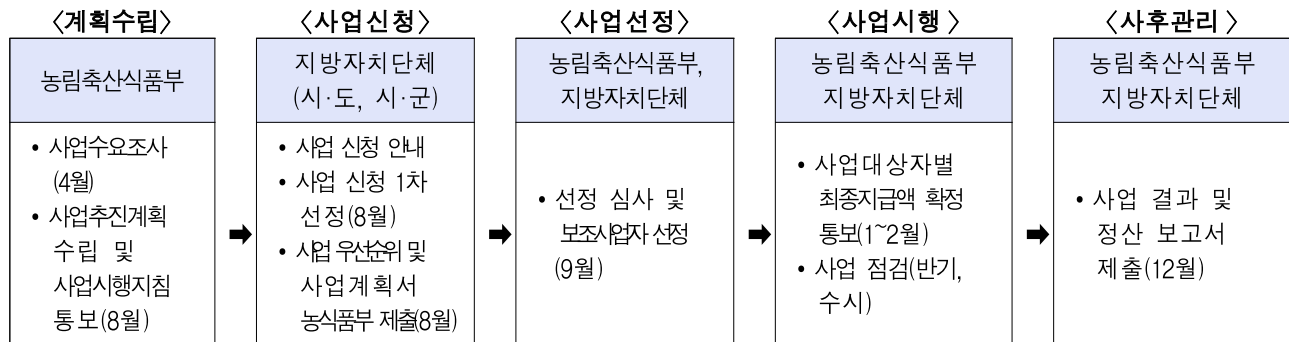 〈계획수립〉
농림축산식품부
• 사업수요조사
(4월)
• 사업추진계획
수립 및
사업시행지침
통보(8월)
➡
〈사업신청〉
지방자치단체
(시·도, 시·군)
• 사업 신청 안내
• 사업 신청 1차
선정(8월)
• 사업 우선순위 및
사업계획서
농식품부 제출(8월)
➡
〈사업선정〉
농림축산식품부,
지방자치단체
• 선정 심사 및
보조사업자 선정
(9월)
➡
〈사업시행〉
농림축산식품부
지방자치단체
• 사업대상자별
최종지급액 확정
통보(1~2월)
• 사업 점검(반기,
수시)
➡
〈사후관리〉
농림축산식품부
지방자치단체
• 사업 결과 및
정산 보고서
제출(12월)